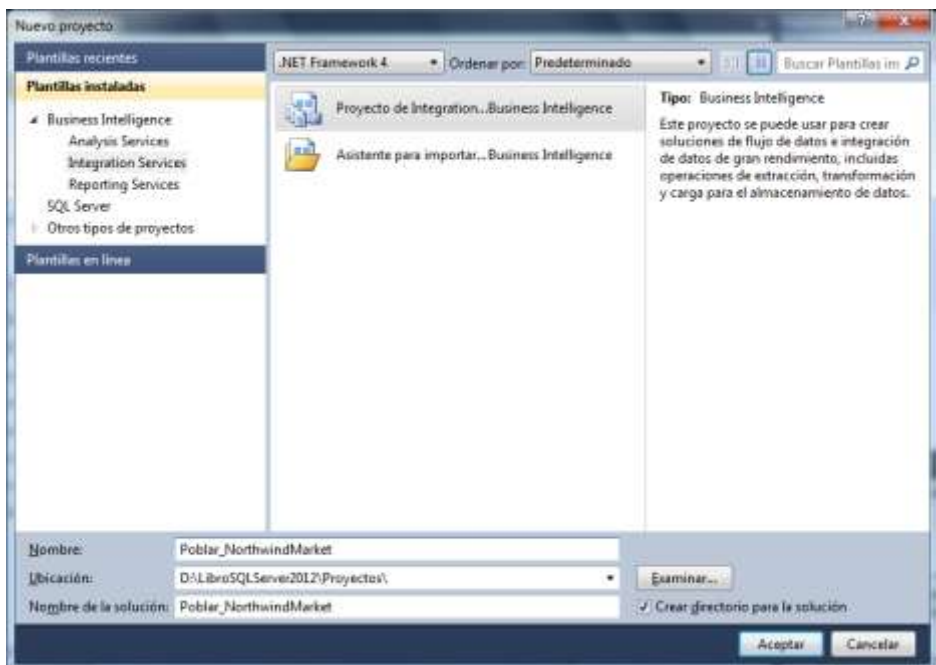 Nuevo proyecto
Plantillas recientes
.NET Framework 4
Ordenar por:
Predeterminado
Buscar Plantillas
Plantillas instaladas
Business Intelligence
Analysis Services
Integration Services
Reporting Services
SQL Server
Otros tipos de proyectos
Plantillas en línea
Proyecto de Integration...Business Intelligence
Asistente para importar...Business Intelligence
Tipo: Business Intelligence
Este proyecto se puede usar para crear
soluciones de flujo de datos e integración
de datos de gran rendimiento, incluidas
operaciones de extracción, transformación
y carga para el almacenamiento de datos.
Nombre:
Poblar_NorthwindMarket
Ubicación:
D:\LibroSQLServer2012\Proyectos\
Examinar...
Nombre de la solución:
Poblar_NorthwindMarket
Crear directorio para la solución
Aceptar
Cancelar